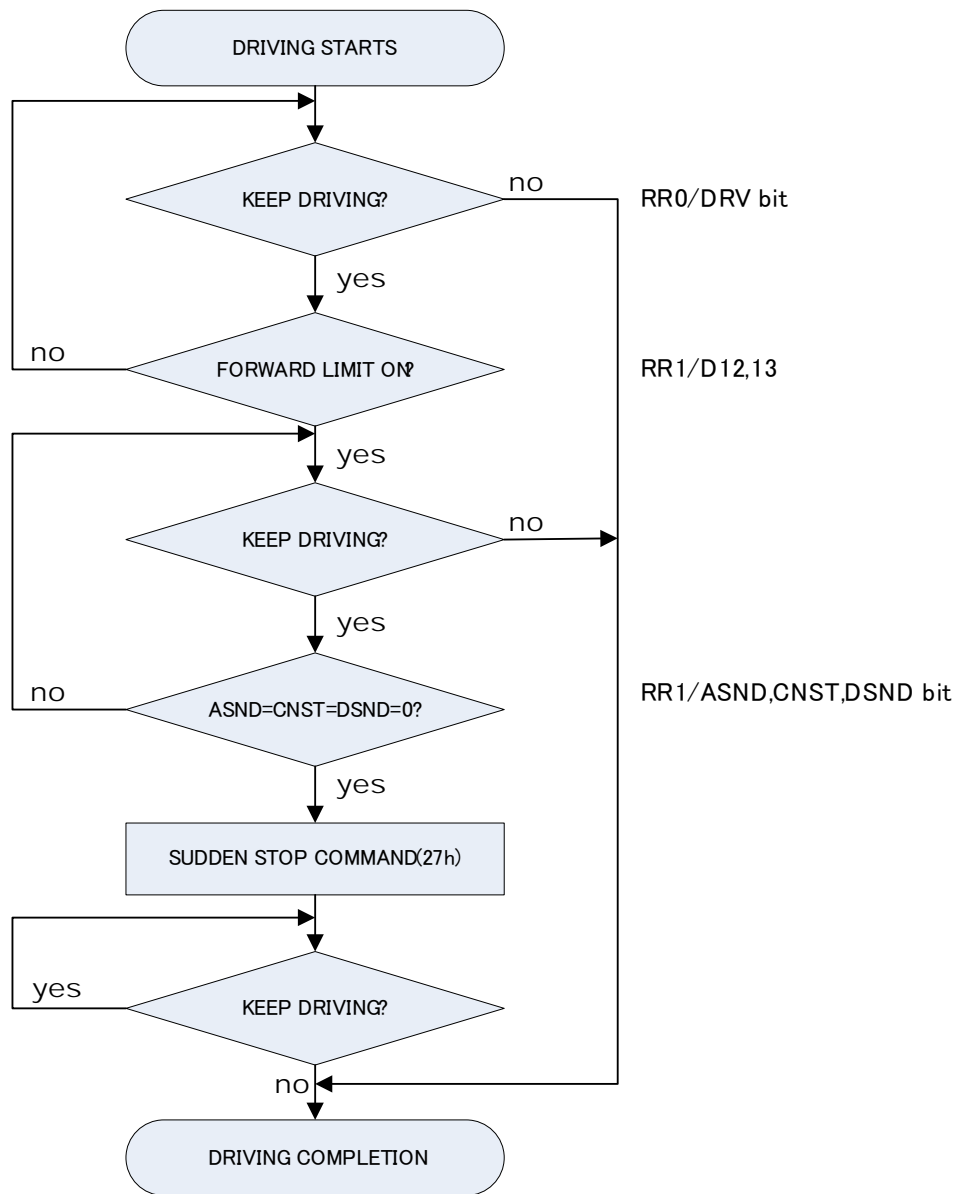 DRIVING STARTS
KEEP DRIVING?
no
RR0/DRV bit
yes
no
FORWARD LIMIT ON?
RR1/D12,13
yes
KEEP DRIVING?
no
yes
no
ASND=CNST=DSND=0?
RR1/ASND,CNST,DSND bit
yes
SUDDEN STOP COMMAND(27h)
yes
KEEP DRIVING?
no
DRIVING COMPLETION